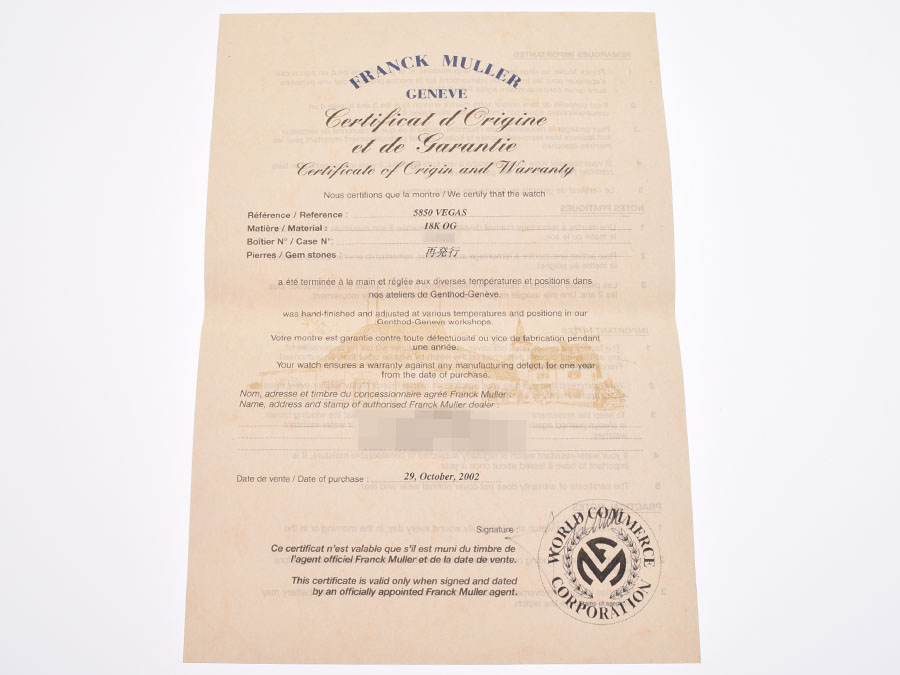 FRANCK MULLER
GENEVE
Certificat d'Origine
et de Garantie
Certificate of Origin and Warranty
Nous certifions que la montre / We certify that the watch
Référence / Reference : 5850 VEGAS
Matière / Material : 18K OG
Boîtier N° / Case N°:
Pierres / Gem stones : 再発行
a été terminée à la main et réglée aux diverses températures et positions dans
nos ateliers de Genthod-Genève.
was hand-finished and adjusted at various temperatures and positions in our
Genthod-Genève workshops.
Votre montre est garantie contre toute défectuosité ou vice de fabrication pendant
une année.
Your watch ensures a warranty against any manufacturing defect, for one year
from the date of purchase.
Nom, adresse et timbre du concessionnaire agréé Franck Muller :
Name, address and stamp of authorised Franck Muller dealer :
Date de vente / Date of purchase : 29, October, 2002
Signature
Ce certificat n'est valable que s'il est muni du timbre de
l'agent officiel Franck Muller et de la date de vente.
This certificate is valid only when signed and dated
by an officially appointed Franck Muller agent.
WORLD COMMERCE
CORPORATION